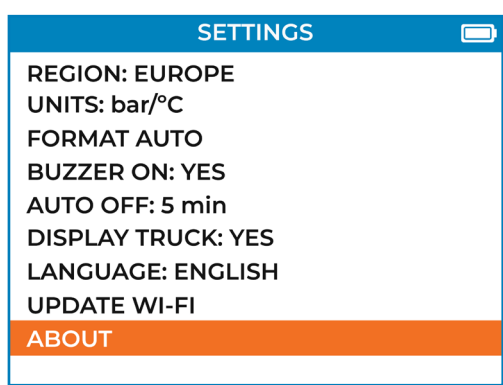 SETTINGS
REGION: EUROPE
UNITS: bar/°C
FORMAT AUTO
BUZZER ON: YES
AUTO OFF: 5 min
DISPLAY TRUCK: YES
LANGUAGE: ENGLISH
UPDATE WI-FI
ABOUT